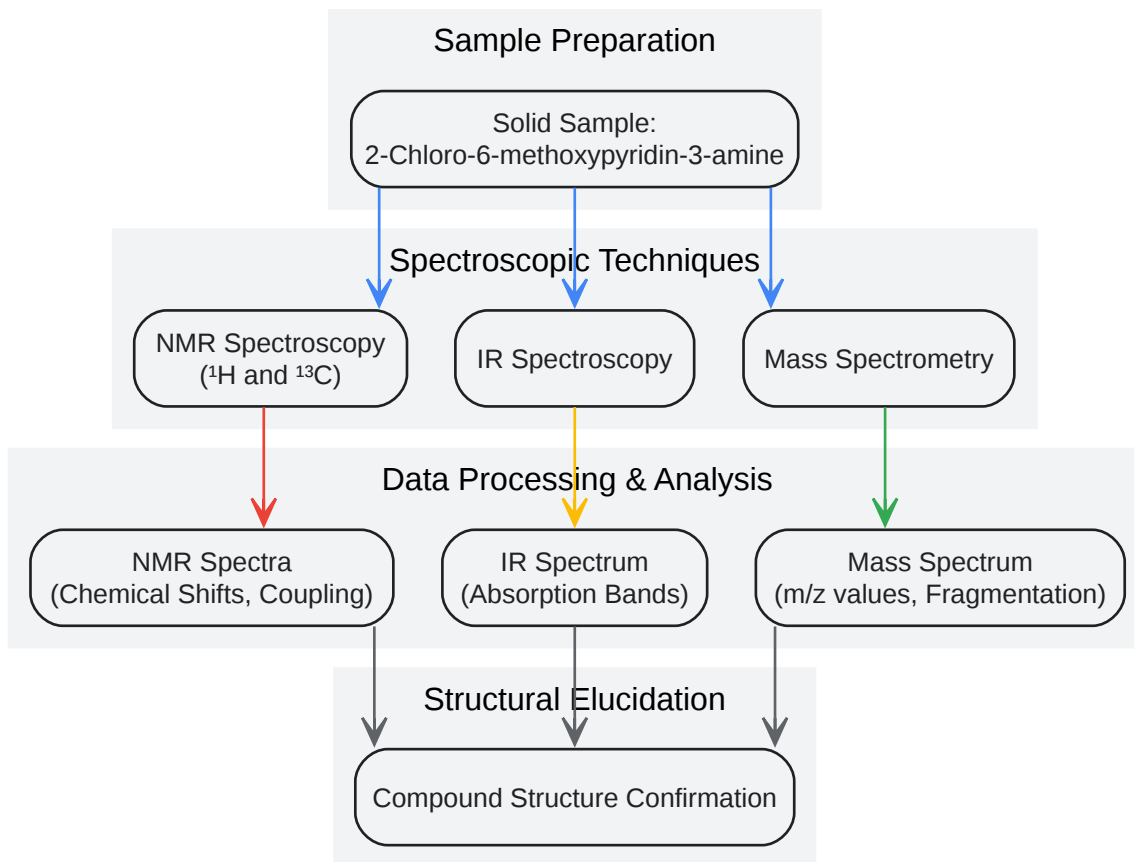 Sample Preparation
Solid Sample:
2-Chloro-6-methoxypyridin-3-amine
Spectroscopic Techniques
NMR Spectroscopy
(¹H and ¹³C)
IR Spectroscopy
Mass Spectrometry
Data Processing & Analysis
NMR Spectra
(Chemical Shifts, Coupling)
IR Spectrum
(Absorption Bands)
Mass Spectrum
(m/z values, Fragmentation)
Structural Elucidation
Compound Structure Confirmation